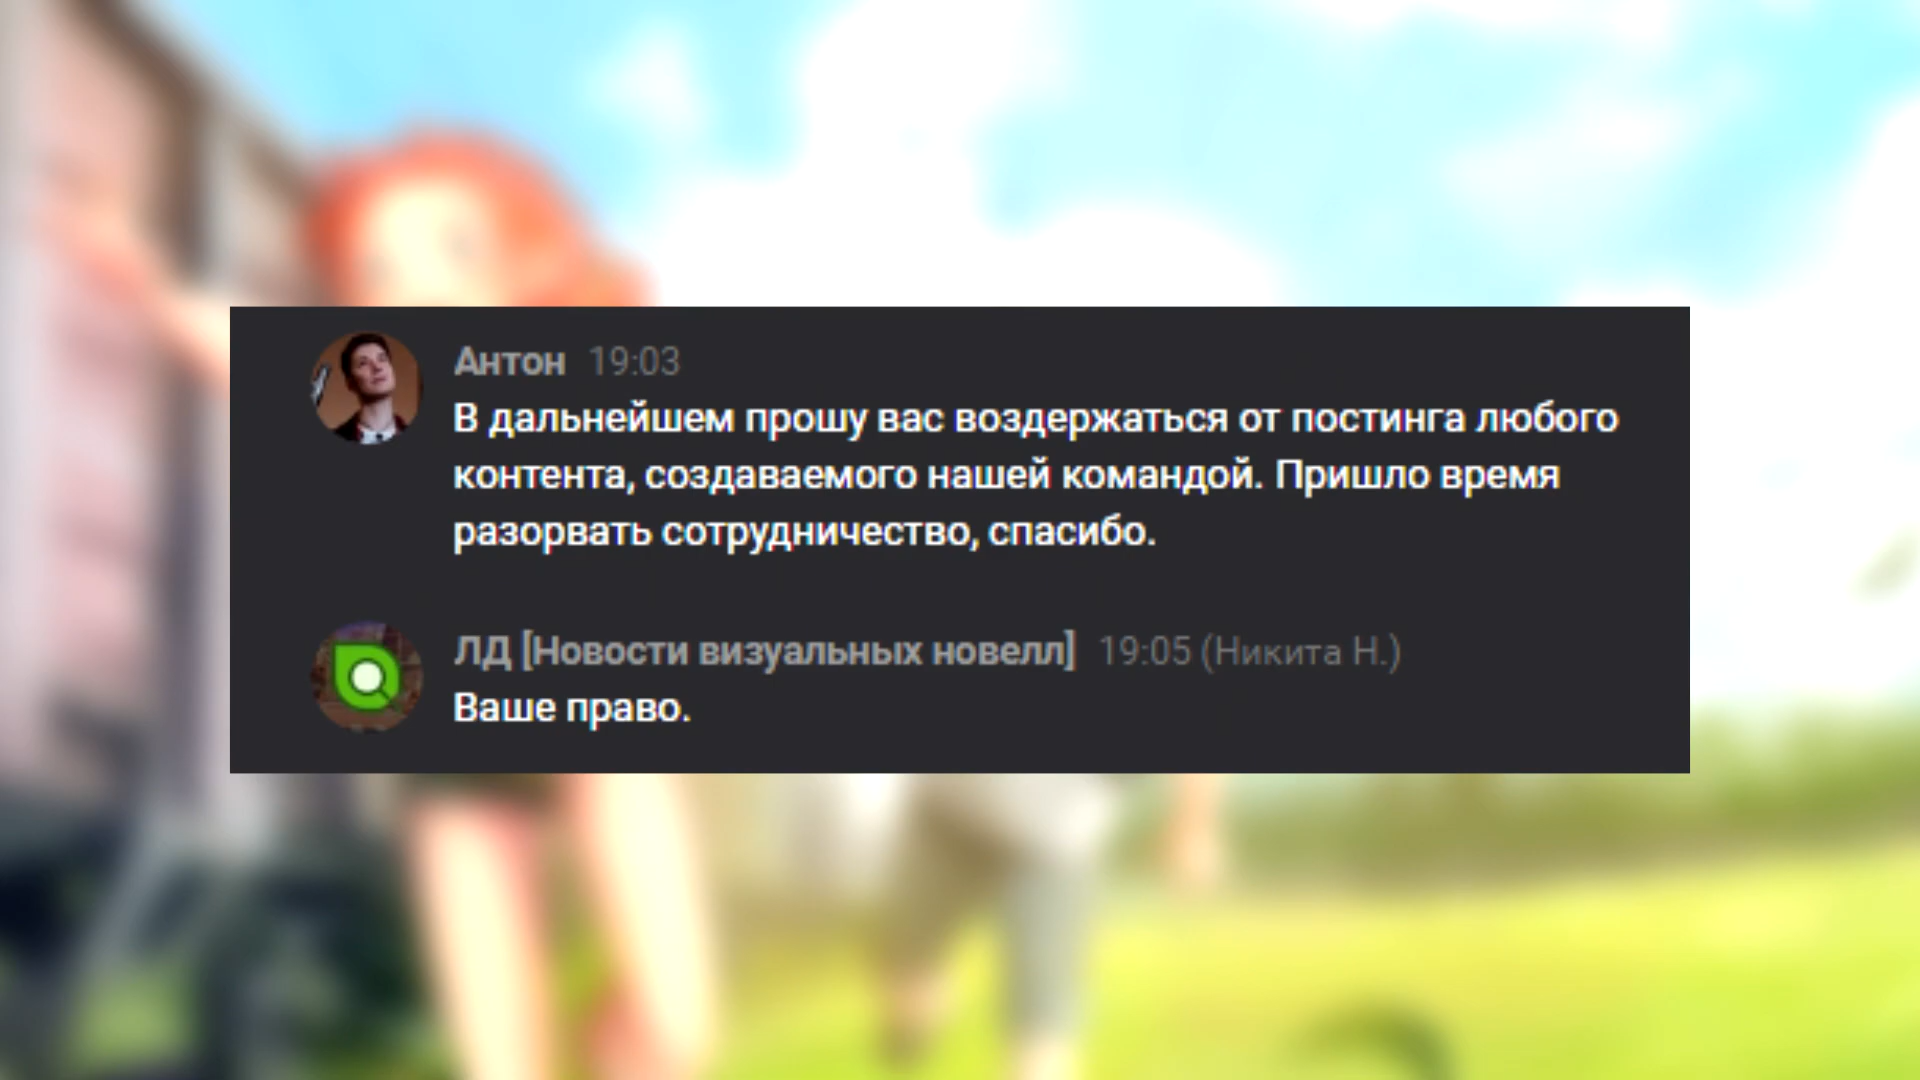 Антон 19:03
В дальнейшем прошу вас воздержаться от постинга любого
контента, создаваемого нашей командой. Пришло время
разорвать сотрудничество, спасибо.
ЛД [Новости визуальных новелл] 19:05 (Никита Н.)
Ваше право.